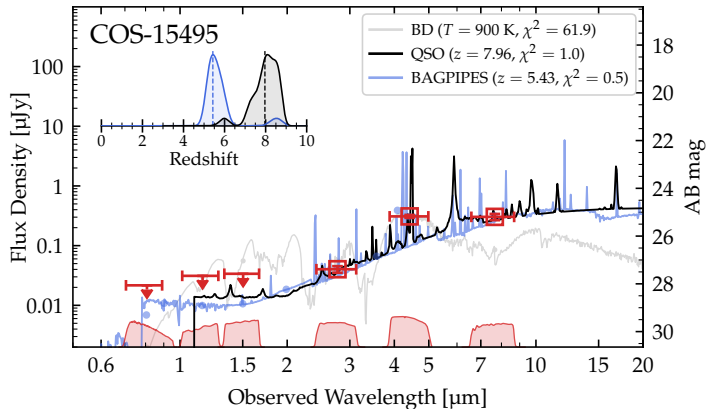 COS-15495
BD (T = 900 K, χ² = 61.9)
QSO (z = 7.96, χ² = 1.0)
BAGPIPES (z = 5.43, χ² = 0.5)
0 2 4 6 8 10
Redshift
100
10
1
0.1
0.01
Flux Density [μJy]
18
20
22
24
26
28
30
AB mag
0.6 1 1.5 2 3 4 5 6 10 15 20
Observed Wavelength [μm]